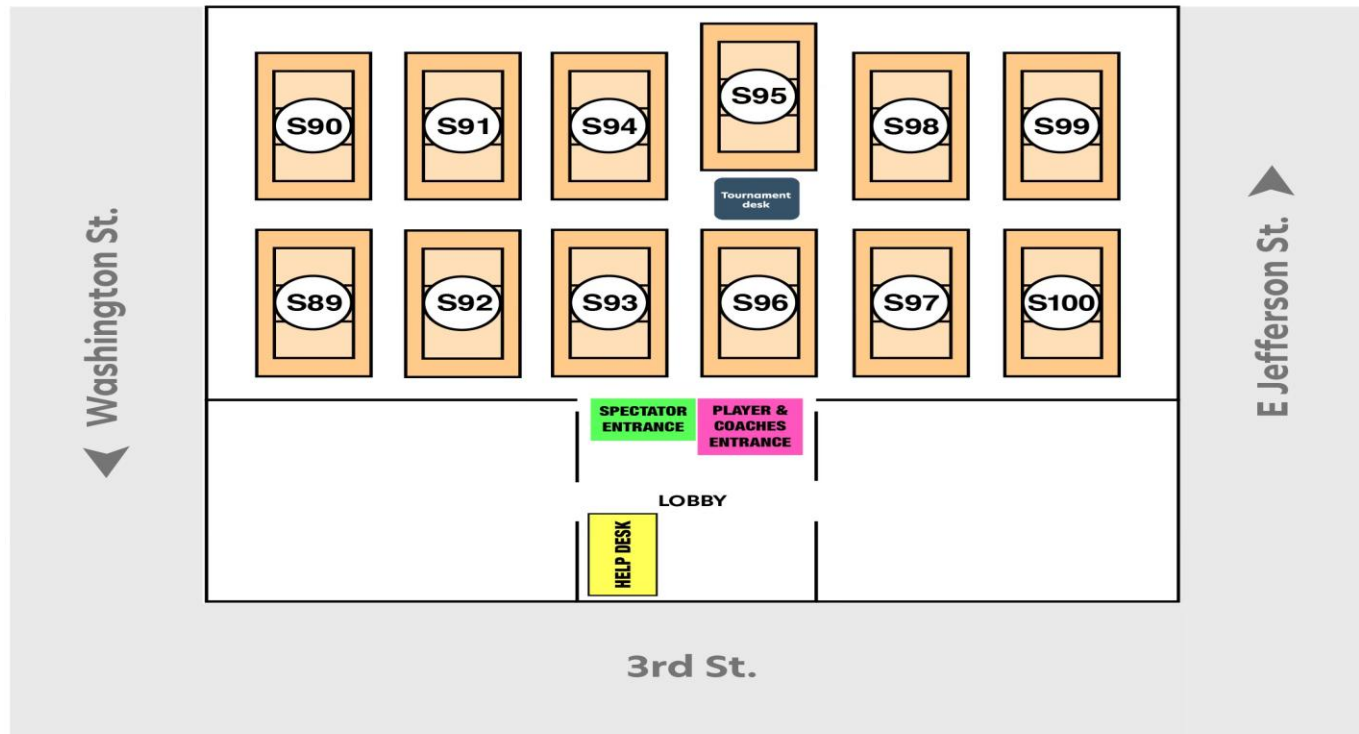 S90
S91
S94
S95
S98
S99
Tournament
desk
S89
S92
S93
S96
S97
S100
Washington St.
E Jefferson St.
SPECTATOR
ENTRANCE
PLAYER &
COACHES
ENTRANCE
LOBBY
HELP DESK
3rd St.